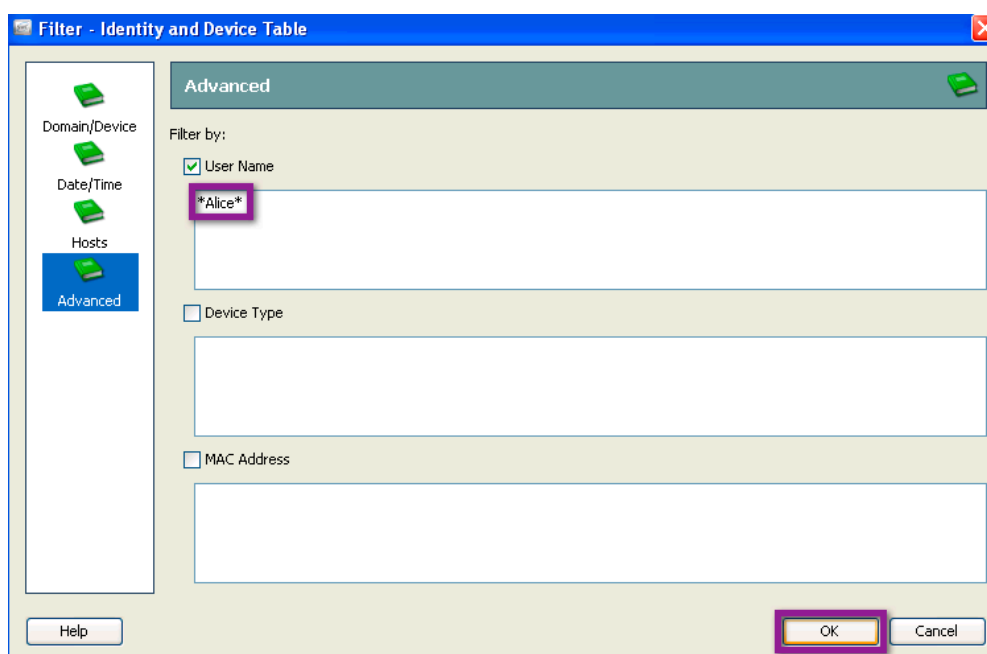 Filter - Identity and Device Table
Domain/Device
Date/Time
Hosts
Advanced
Advanced
Filter by:
User Name
*Alice*
Device Type
MAC Address
Help
OK
Cancel